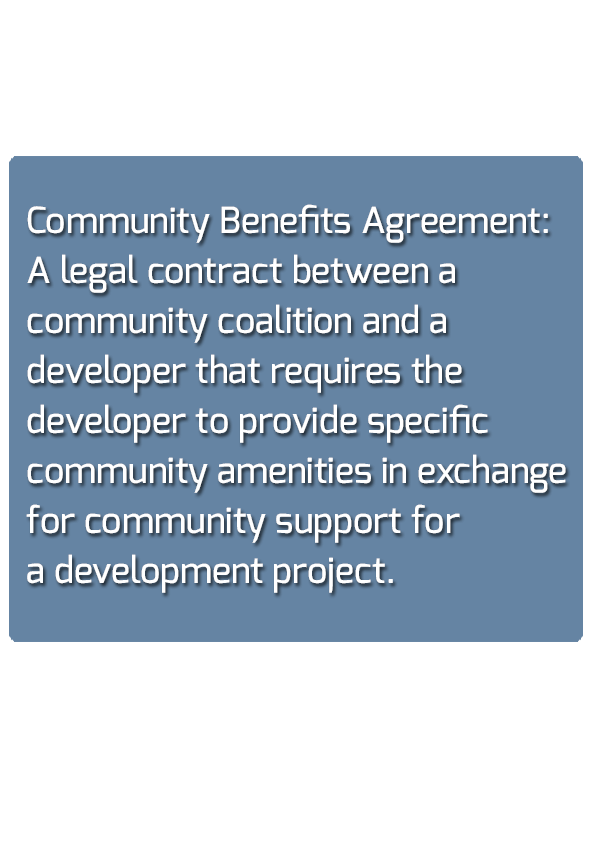 Community Benefits Agreement:
A legal contract between a
community coalition and a
developer that requires the
developer to provide specific
community amenities in exchange
for community support for
a development project.